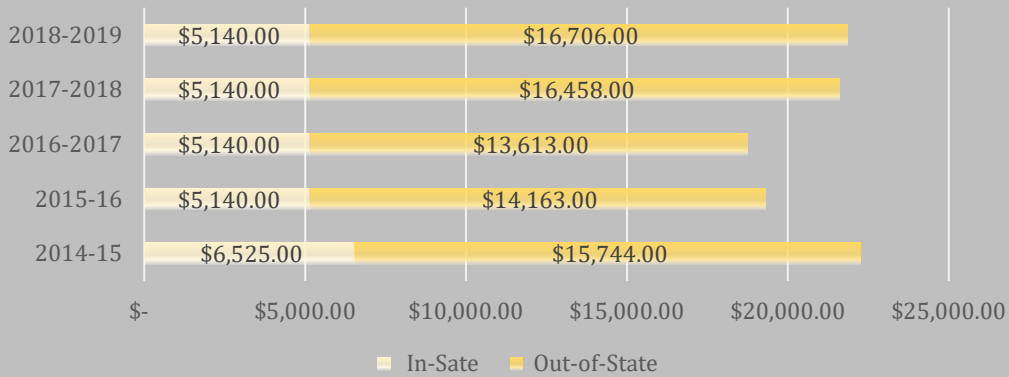 2018-2019 $5,140.00 $16,706.00
2017-2018 $5,140.00 $16,458.00
2016-2017 $5,140.00 $13,613.00
2015-16 $5,140.00 $14,163.00
2014-15 $6,525.00 $15,744.00
$- $5,000.00 $10,000.00 $15,000.00 $20,000.00 $25,000.00
In-Sate Out-of-State